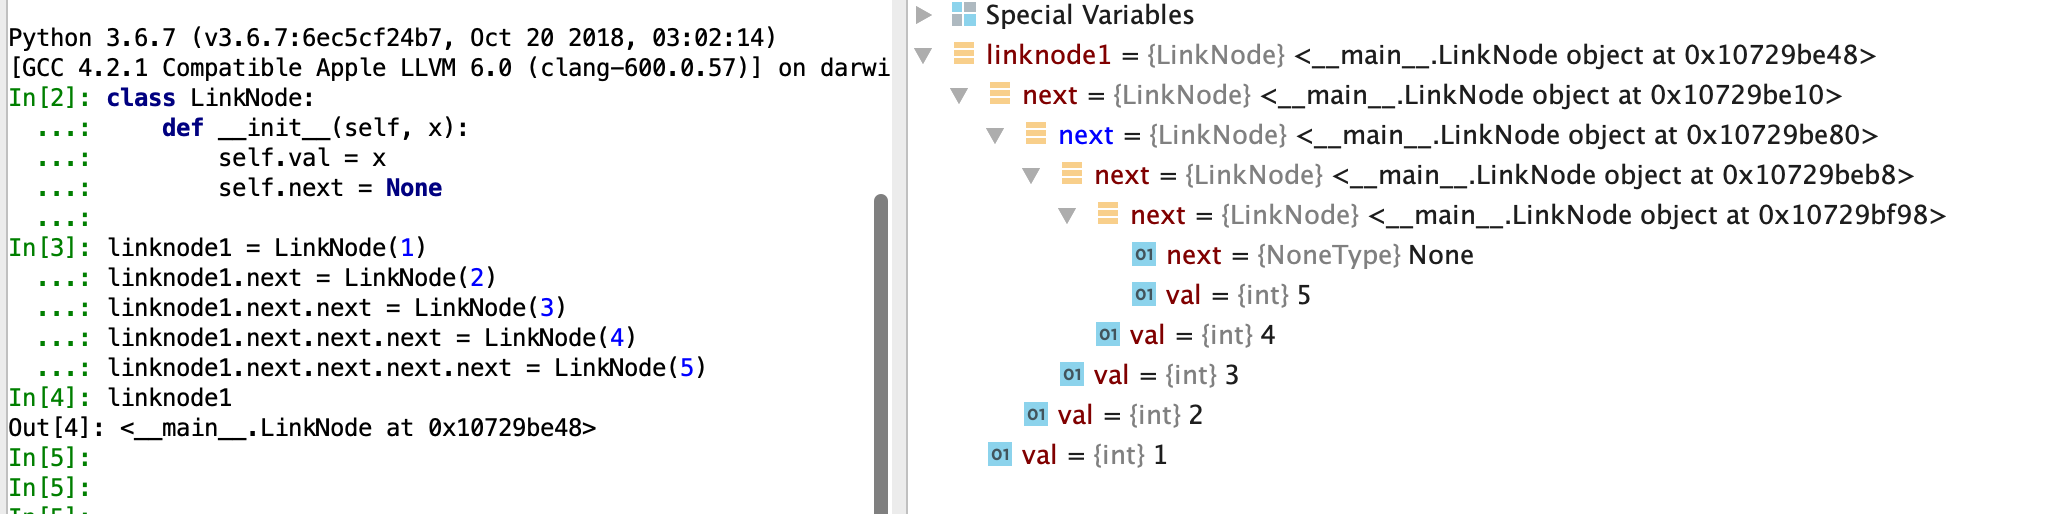 Python 3.6.7 (v3.6.7:6ec5cf24b7, Oct 20 2018, 03:02:14)
[GCC 4.2.1 Compatible Apple LLVM 6.0 (clang-600.0.57)] on darwi
In[2]: class LinkNode:
  ...:     def __init__(self, x):
  ...:         self.val = x
  ...:         self.next = None
  ...:
In[3]: linknode1 = LinkNode(1)
  ...: linknode1.next = LinkNode(2)
  ...: linknode1.next.next = LinkNode(3)
  ...: linknode1.next.next.next = LinkNode(4)
  ...: linknode1.next.next.next.next = LinkNode(5)
In[4]: linknode1
Out[4]: <__main__.LinkNode at 0x10729be48>
In[5]:
In[5]:
In[5]:
Special Variables
linknode1 = {LinkNode} <__main__.LinkNode object at 0x10729be48>
next = {LinkNode} <__main__.LinkNode object at 0x10729be10>
next = {LinkNode} <__main__.LinkNode object at 0x10729be80>
next = {LinkNode} <__main__.LinkNode object at 0x10729beb8>
next = {LinkNode} <__main__.LinkNode object at 0x10729bf98>
01 next = {NoneType} None
01 val = {int} 5
01 val = {int} 4
01 val = {int} 3
01 val = {int} 2
01 val = {int} 1